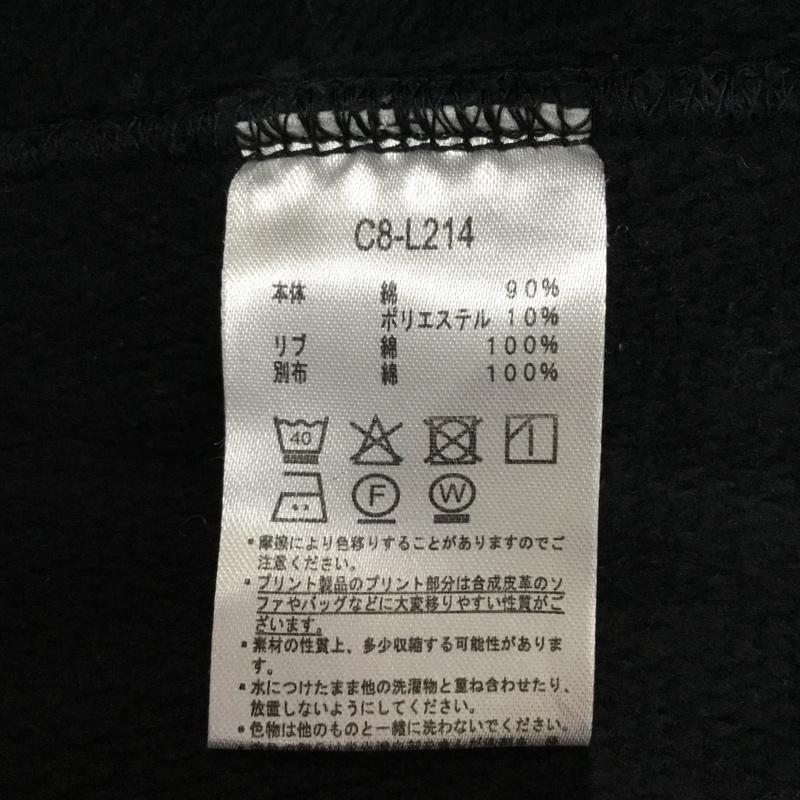 C8-L214
本体 綿 90%
ポリエステル 10%
リブ 綿 100%
別布 綿 100%
40
F W
・摩擦により色移りすることがありますのでご
注意ください。
・プリント製品のプリント部分は合成皮革のソ
ファやバッグなどに大変移りやすい性質がご
ざいます。
・素材の性質上、多少収縮する可能性がありま
す。
・水につけたまま他の洗濯物と重ね合わせたり、
放置しないようにしてください。
・色物は他のものと一緒に洗わないでください。